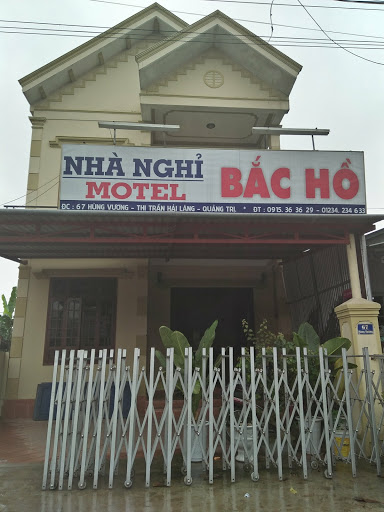 NHÀ NGHỈ
MOTEL
BẮC HỒ
ĐC : 67 HÙNG VƯƠNG - THỊ TRẤN HẢI LĂNG - QUẢNG TRỊ * ĐT : 0915. 36 36 29 - 01234. 234 633
67